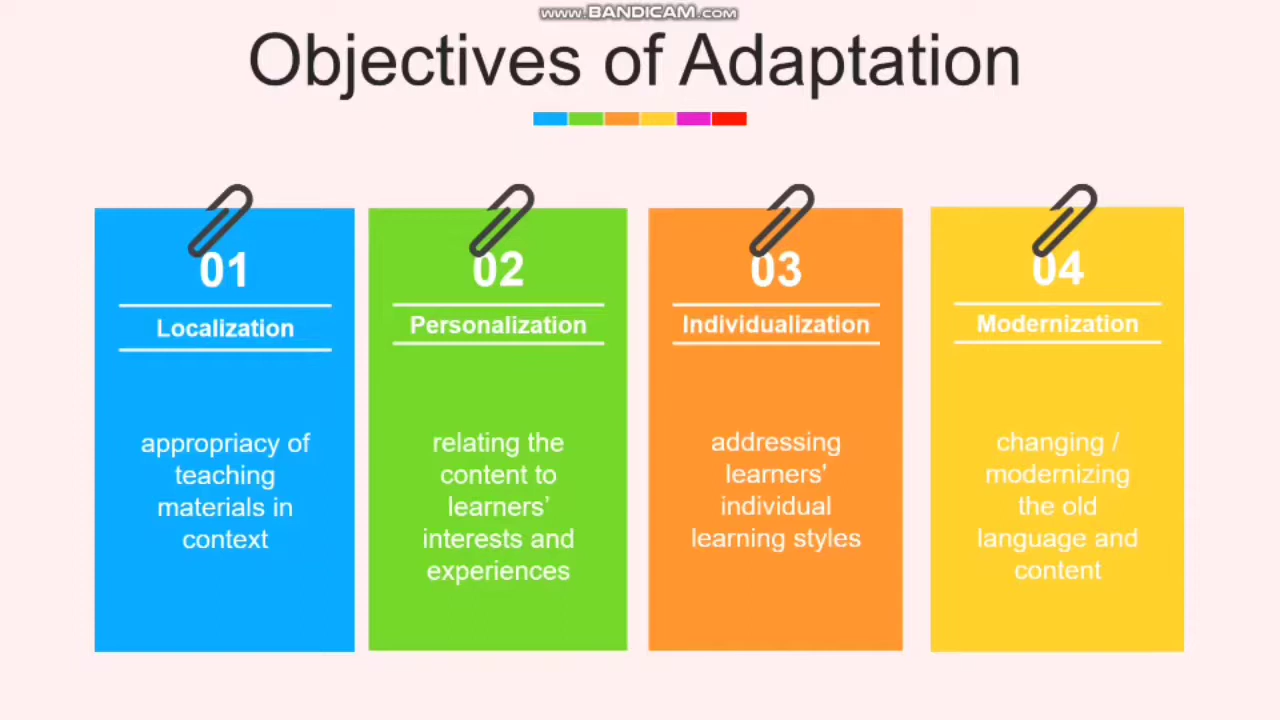 www.BANDICAM.com
Objectives of Adaptation
01
Localization
appropriacy of
teaching
materials in
context
02
Personalization
relating the
content to
learners’
interests and
experiences
03
Individualization
addressing
learners'
individual
learning styles
04
Modernization
changing /
modernizing
the old
language and
content